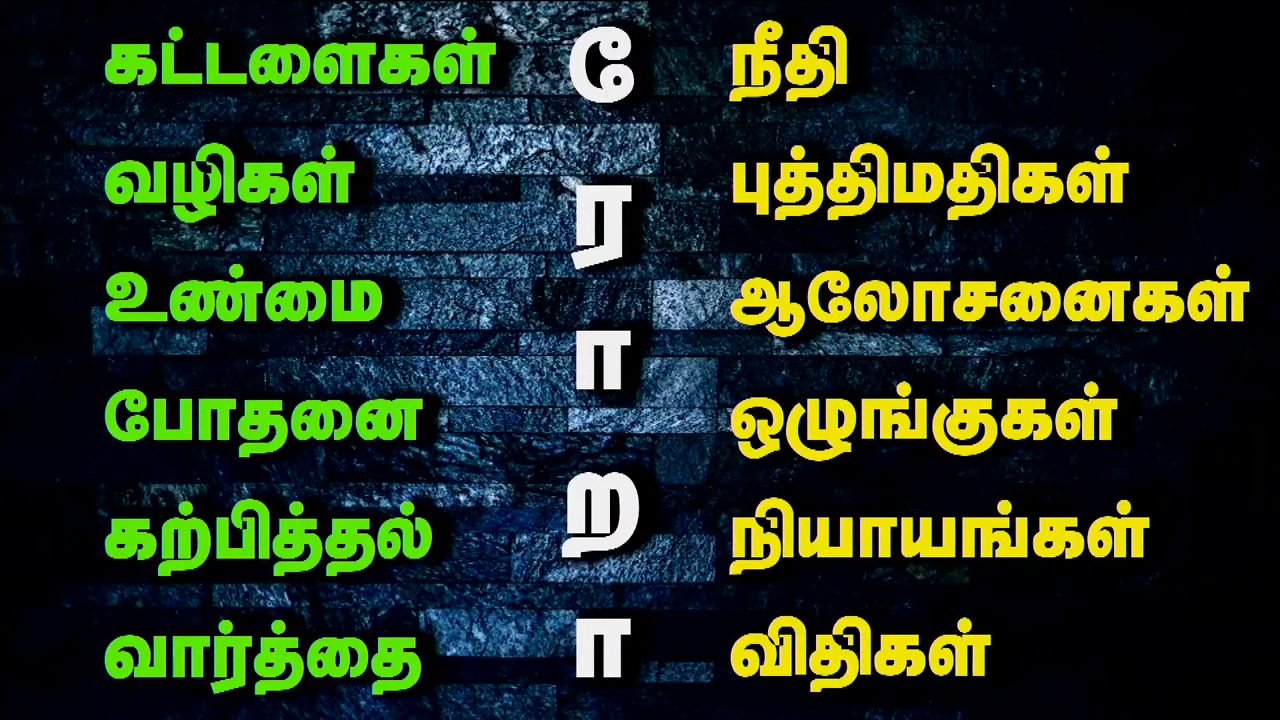 கட்டளைகள்
வழிகள்
உண்மை
போதனை
கற்பித்தல்
வார்த்தை
தே
ர
ா
ற
ா
நீதி
புத்திமதிகள்
ஆலோசனைகள்
ஒழுங்குகள்
நியாயங்கள்
விதிகள்